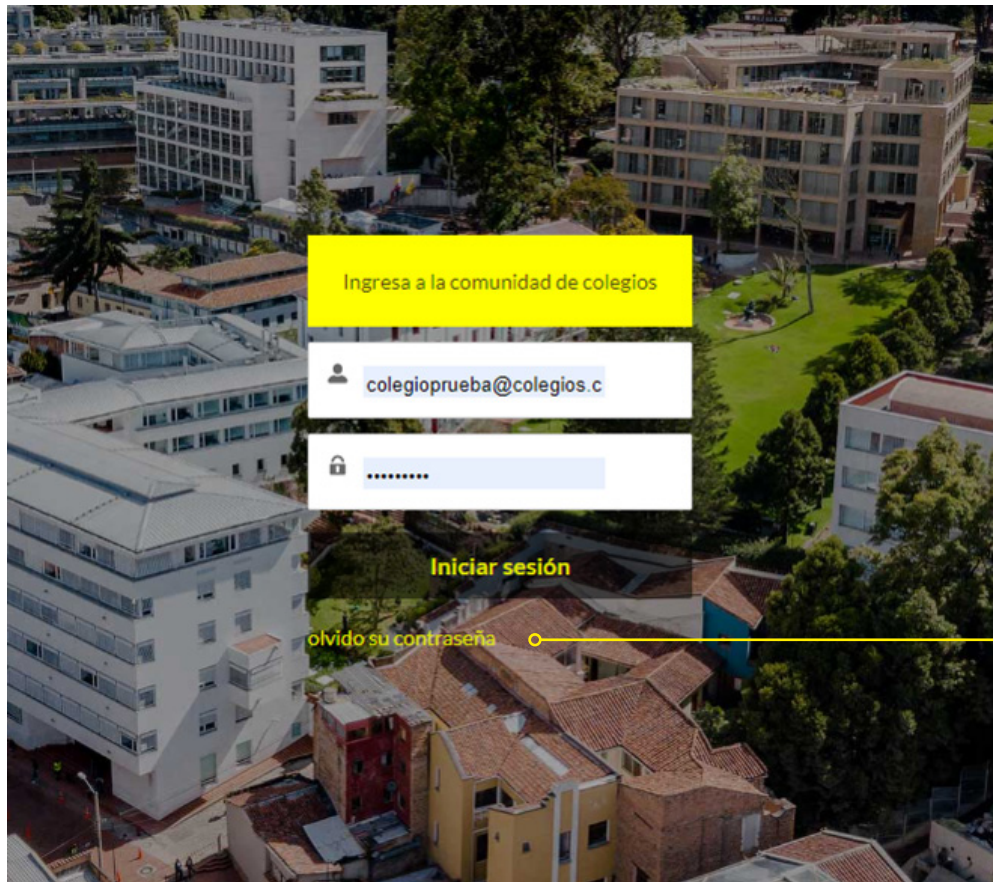 Ingresa a la comunidad de colegios
colegioprueba@colegios.c
•••••••••
Iniciar sesión
olvido su contraseña